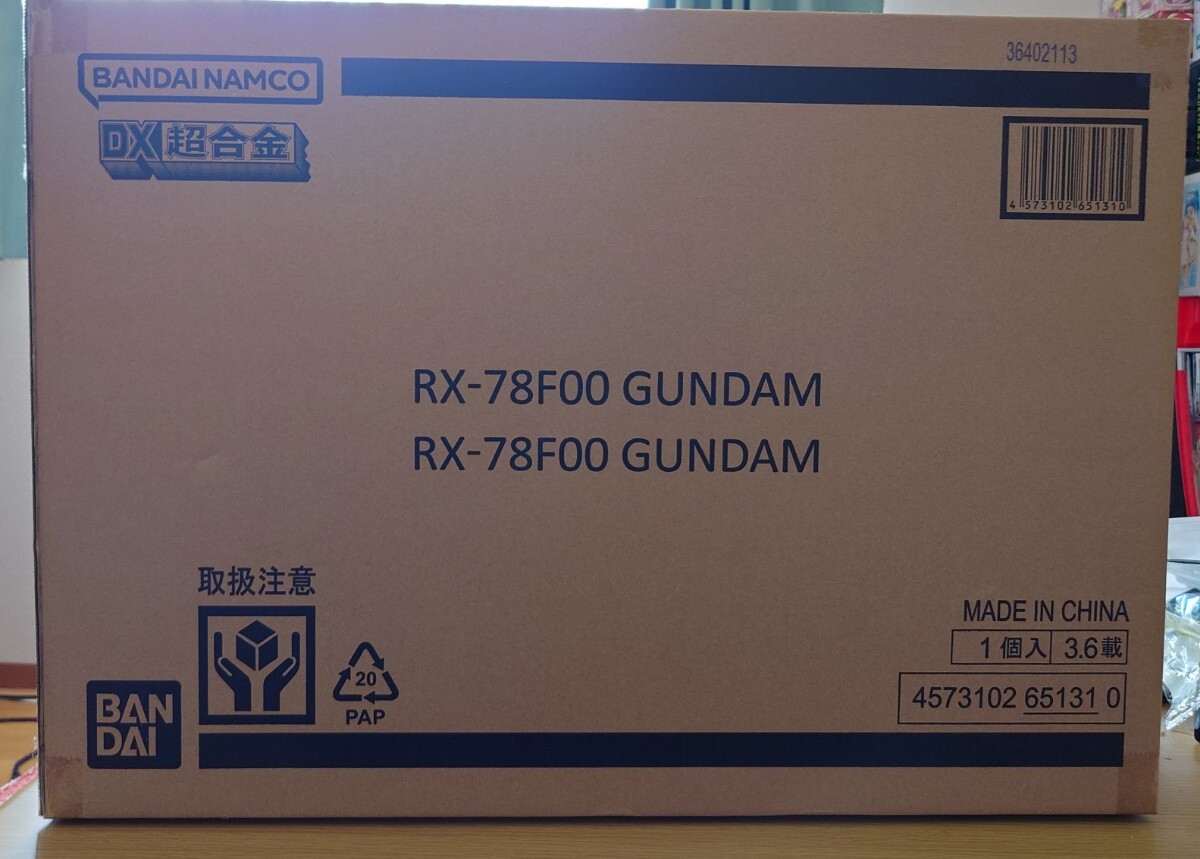 BANDAI NAMCO
36402113
DX超合金
4 573102 651310
RX-78F00 GUNDAM
RX-78F00 GUNDAM
取扱注意
20
PAP
MADE IN CHINA
1個入 3.6載
4573102 65131 0
BAN
DAI